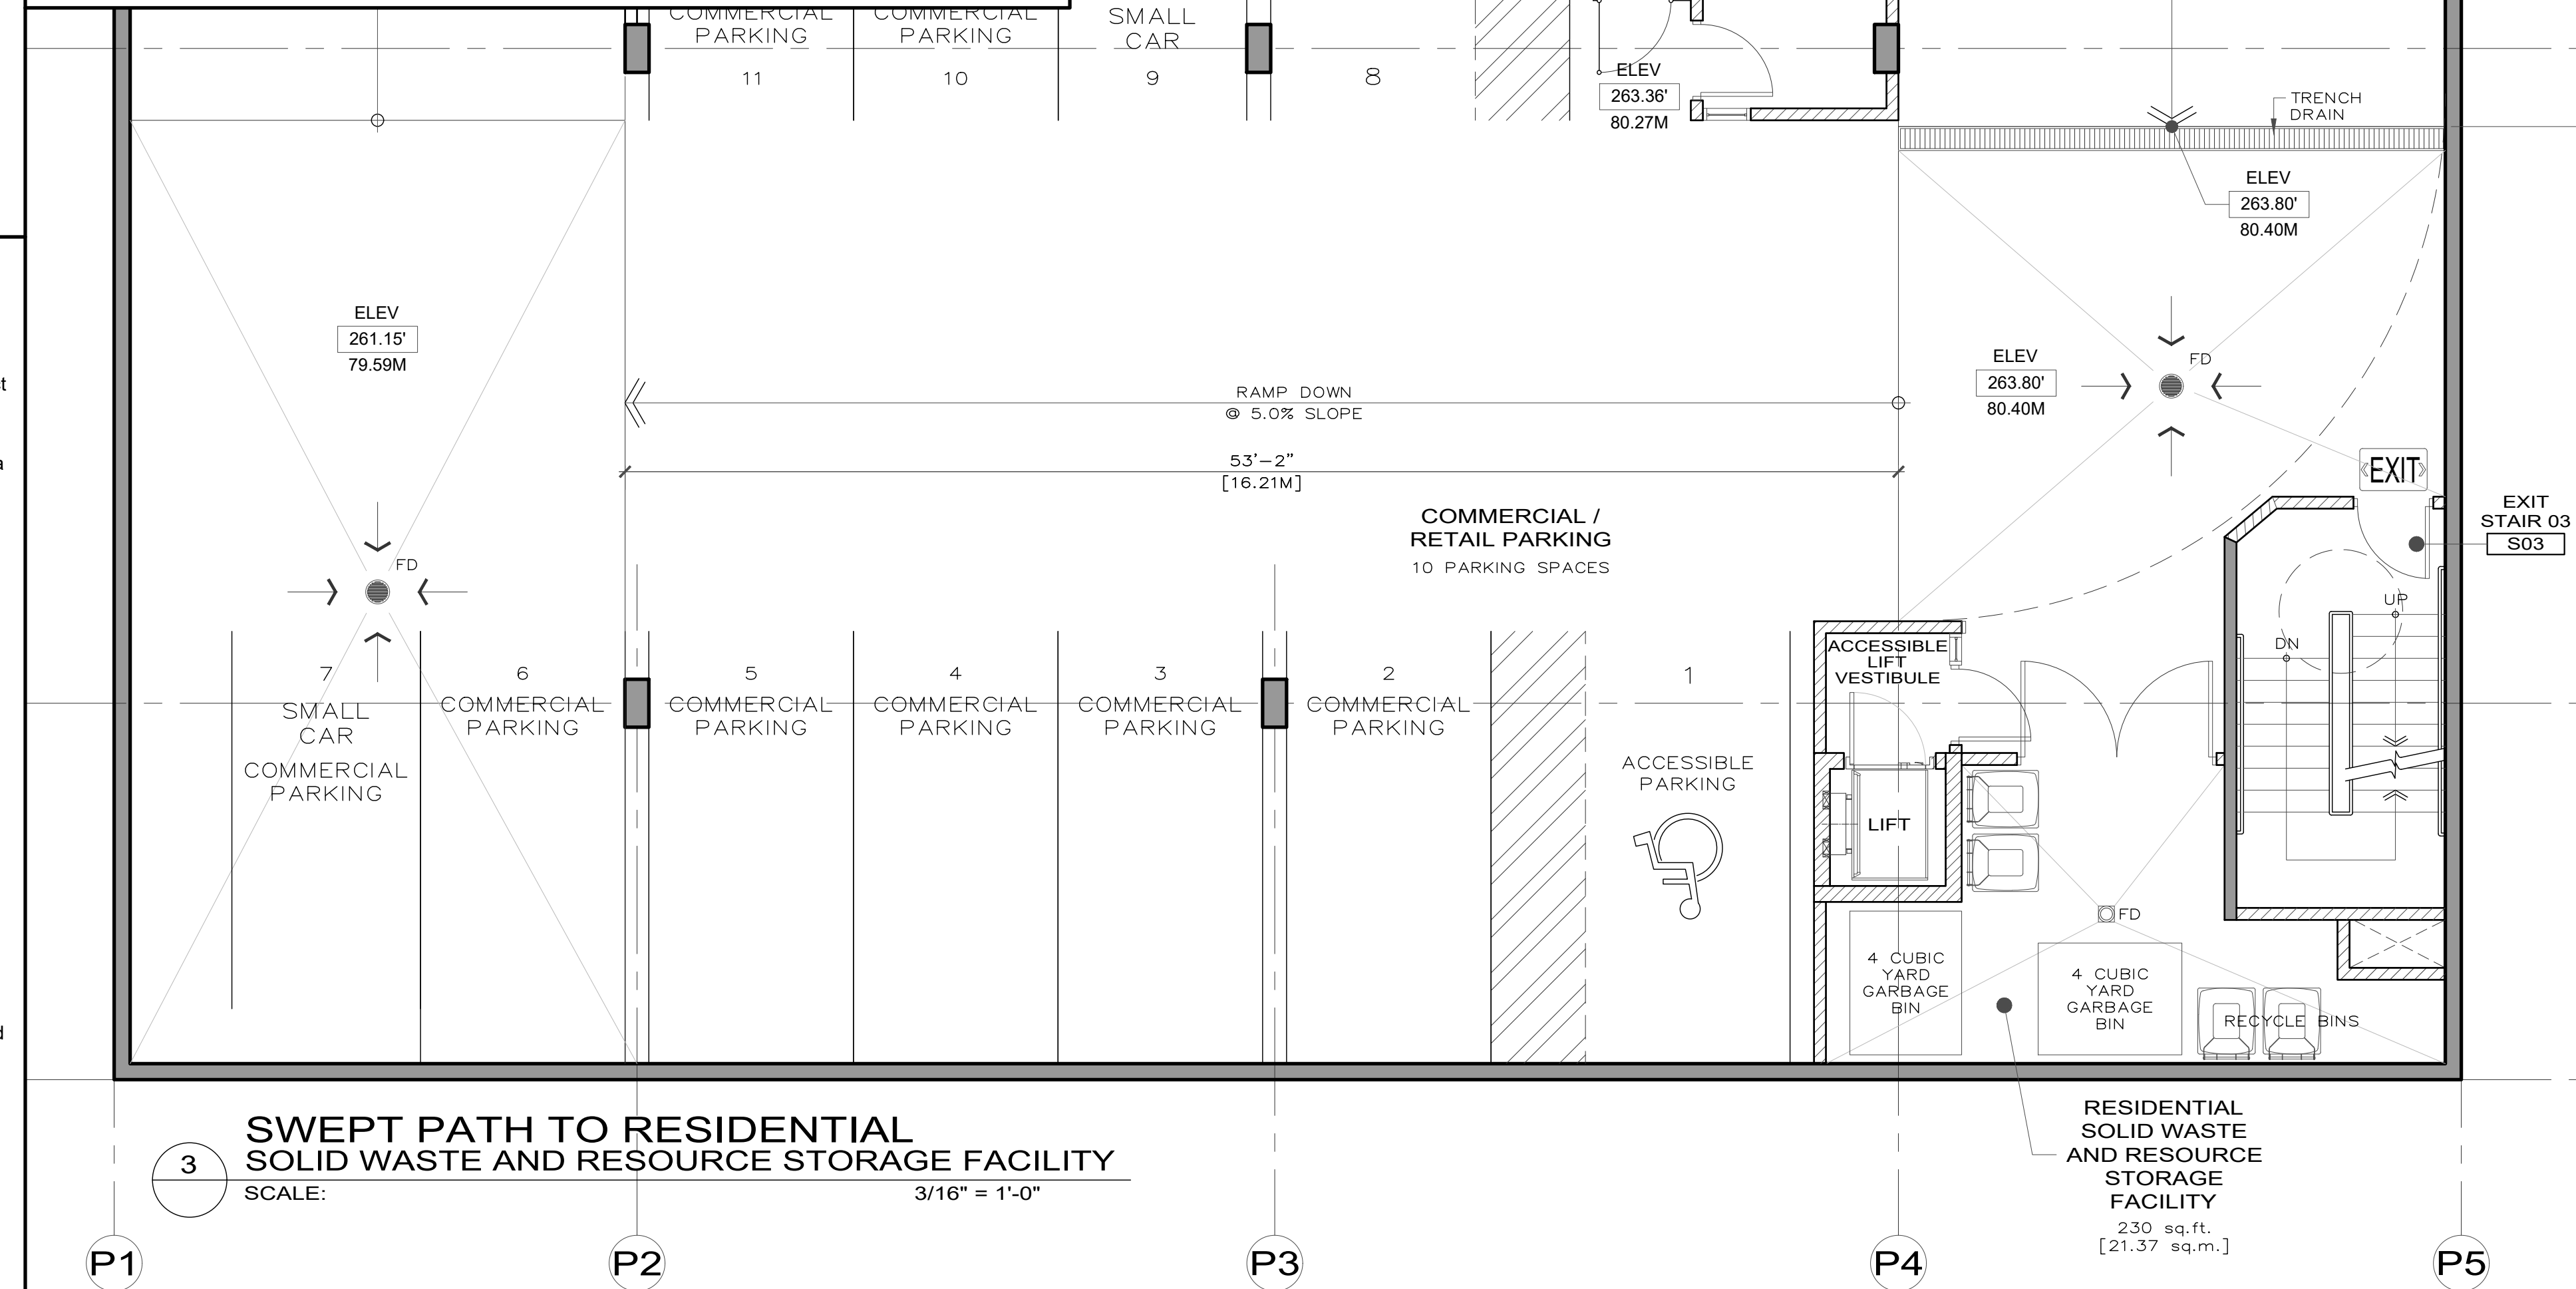 COMMERCIAL
PARKING
11
COMMERCIAL
PARKING
10
SMALL
CAR
9
8
ELEV
263.36'
80.27M
TRENCH
DRAIN
ELEV
263.80'
80.40M
ELEV
261.15'
79.59M
RAMP DOWN
@ 5.0% SLOPE
53'-2"
[16.21M]
ELEV
263.80'
80.40M
FD
EXIT
EXIT
STAIR 03
S03
COMMERCIAL /
RETAIL PARKING
10 PARKING SPACES
FD
UP
DN
7
SMALL
CAR
COMMERCIAL
PARKING
6
COMMERCIAL
PARKING
5
COMMERCIAL
PARKING
4
COMMERCIAL
PARKING
3
COMMERCIAL
PARKING
2
COMMERCIAL
PARKING
1
ACCESSIBLE
PARKING
ACCESSIBLE
LIFT
VESTIBULE
LIFT
FD
4 CUBIC
YARD
GARBAGE
BIN
4 CUBIC
YARD
GARBAGE
BIN
RECYCLE BINS
3
SWEPT PATH TO RESIDENTIAL
SOLID WASTE AND RESOURCE STORAGE FACILITY
SCALE: 3/16" = 1'-0"
RESIDENTIAL
SOLID WASTE
AND RESOURCE
STORAGE
FACILITY
230 sq.ft.
[21.37 sq.m.]
P1
P2
P3
P4
P5